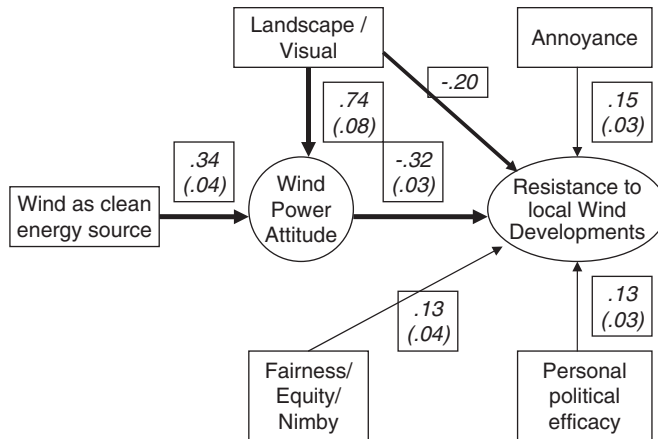 Landscape /
Visual
Annoyance
-.20
.74
(.08)
.15
(.03)
.34
(.04)
-.32
(.03)
Wind as clean
energy source
Wind
Power
Attitude
Resistance to
local Wind
Developments
.13
(.04)
.13
(.03)
Fairness/
Equity/
Nimby
Personal
political
efficacy